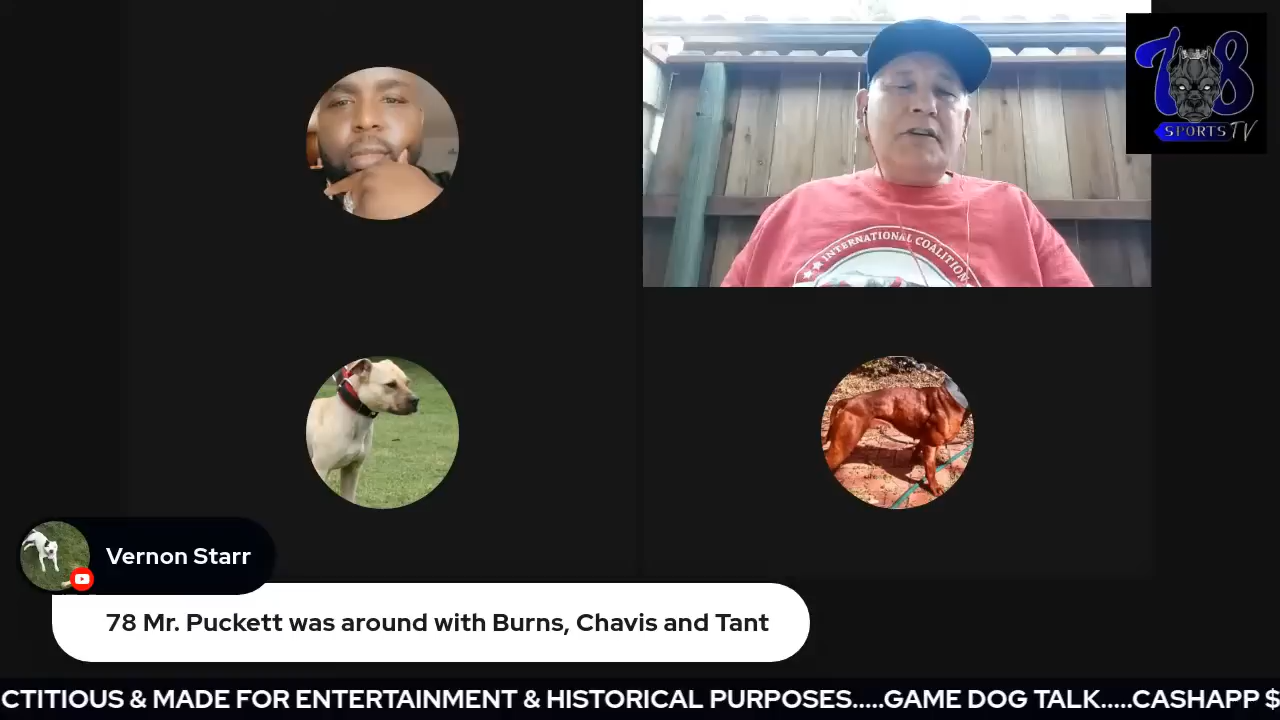 78
SPORTS TV
INTERNATIONAL COALITION
Vernon Starr
78 Mr. Puckett was around with Burns, Chavis and Tant
CTITIOUS & MADE FOR ENTERTAINMENT & HISTORICAL PURPOSES.....GAME DOG TALK.....CASHAPP $